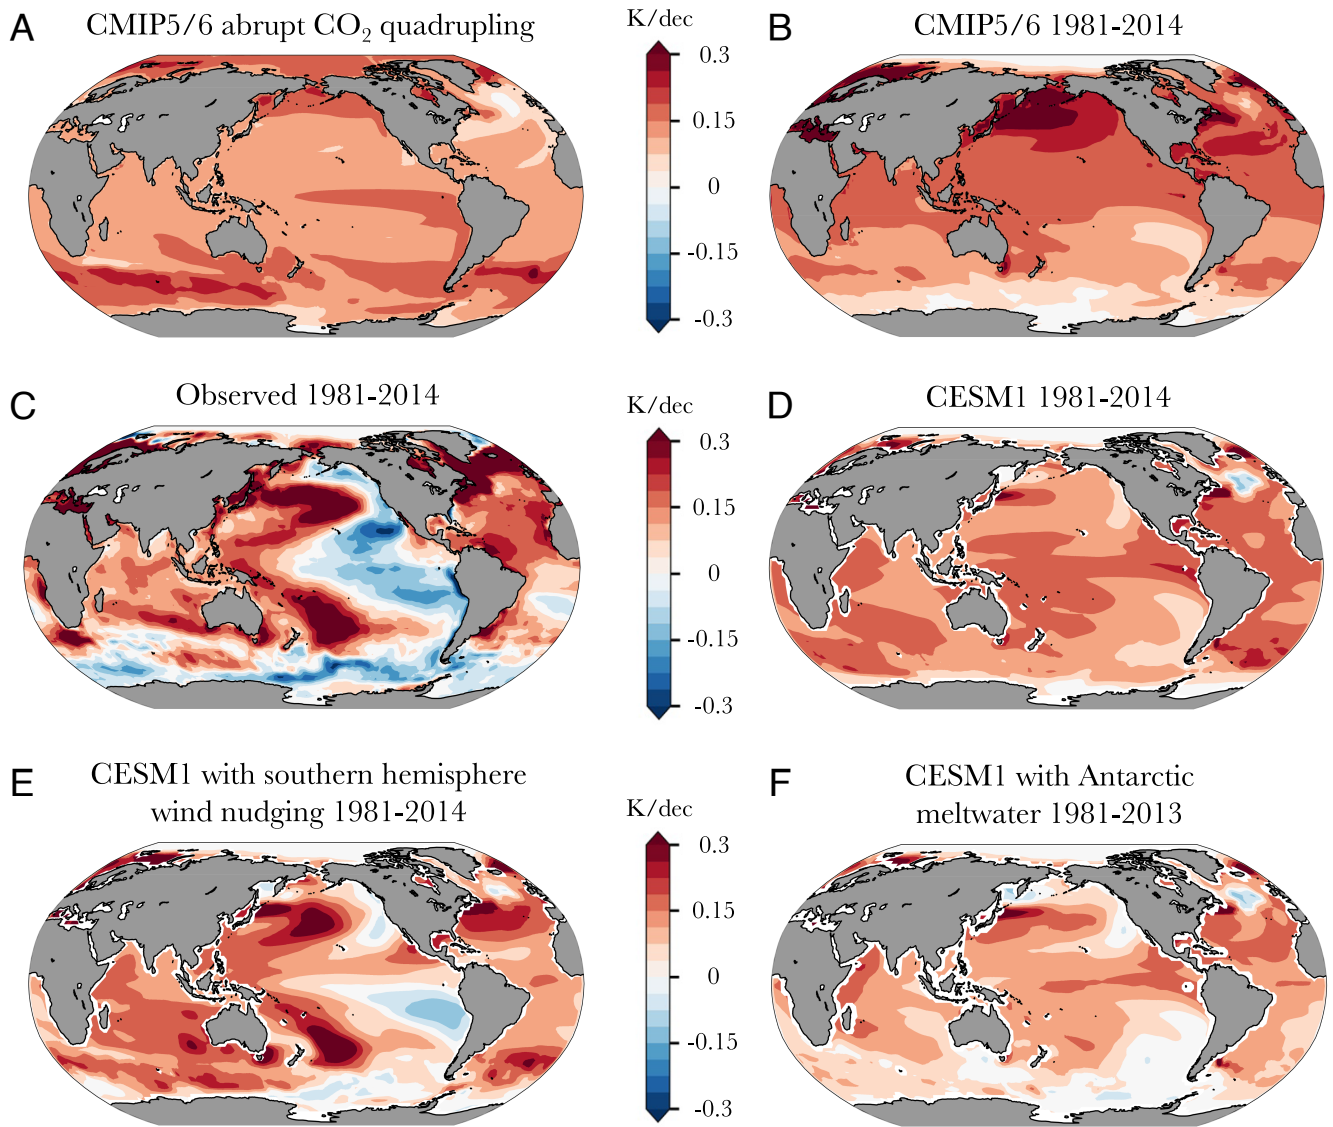 A
CMIP5/6 abrupt CO₂ quadrupling
K/dec
0.3
0.15
0
-0.15
-0.3
B
CMIP5/6 1981-2014
C
Observed 1981-2014
K/dec
0.3
0.15
0
-0.15
-0.3
D
CESM1 1981-2014
E
CESM1 with southern hemisphere
wind nudging 1981-2014
K/dec
0.3
0.15
0
-0.15
-0.3
F
CESM1 with Antarctic
meltwater 1981-2013